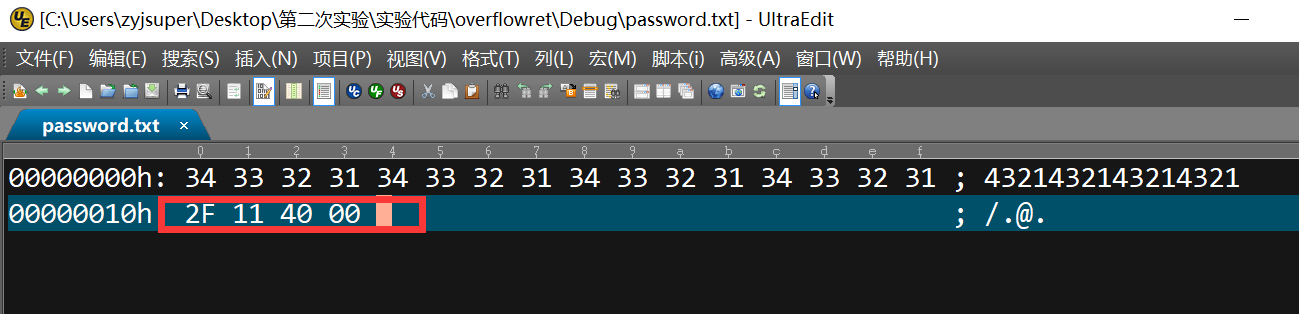 [C:\Users\zyjsuper\Desktop\第二次实验\实验代码\overflowret\Debug\password.txt] - UltraEdit
文件(F) 编辑(E) 搜索(S) 插入(N) 项目(P) 视图(V) 格式(T) 列(L) 宏(M) 脚本(i) 高级(A) 窗口(W) 帮助(H)
password.txt ×
0 1 2 3 4 5 6 7 8 9 a b c d e f
00000000h: 34 33 32 31 34 33 32 31 34 33 32 31 34 33 32 31 ; 4321432143214321
00000010h 2F 11 40 00 ; /.@.